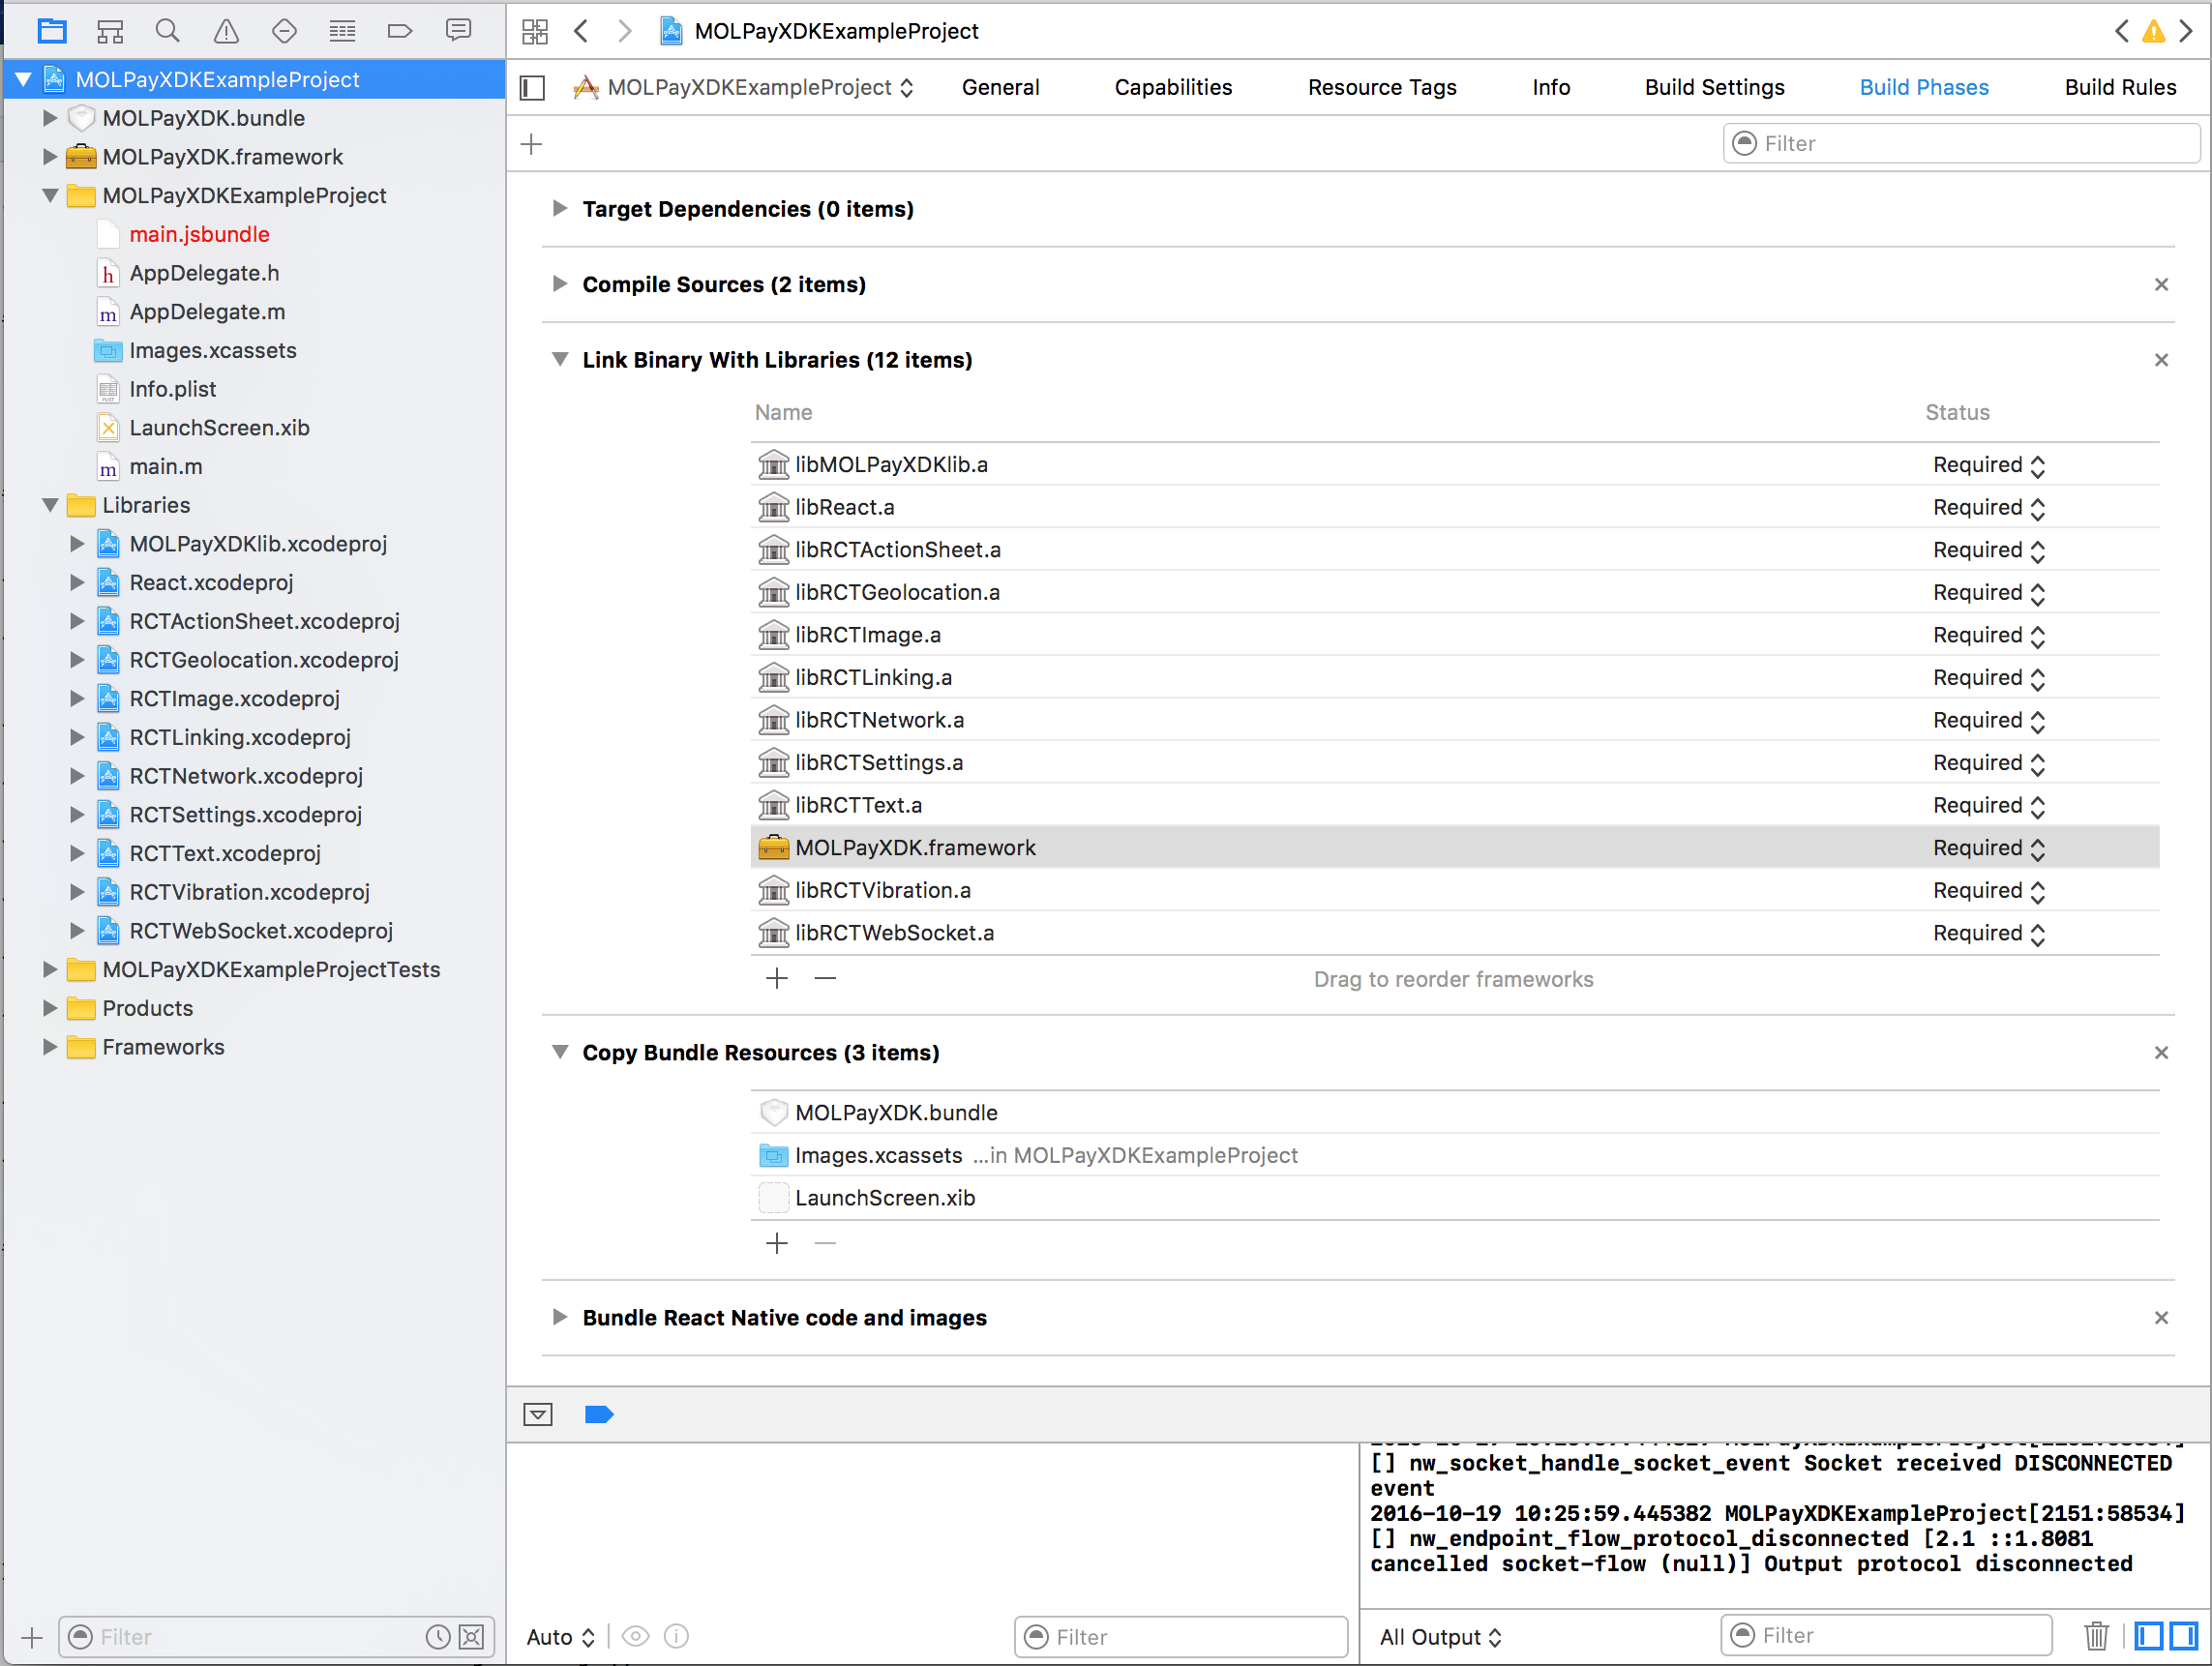 MOLPayXDKExampleProject
MOLPayXDK.bundle
MOLPayXDK.framework
MOLPayXDKExampleProject
main.jsbundle
AppDelegate.h
AppDelegate.m
Images.xcassets
Info.plist
LaunchScreen.xib
main.m
Libraries
MOLPayXDKlib.xcodeproj
React.xcodeproj
RCTActionSheet.xcodeproj
RCTGeolocation.xcodeproj
RCTImage.xcodeproj
RCTLinking.xcodeproj
RCTNetwork.xcodeproj
RCTSettings.xcodeproj
RCTText.xcodeproj
RCTVibration.xcodeproj
RCTWebSocket.xcodeproj
MOLPayXDKExampleProjectTests
Products
Frameworks
Filter
MOLPayXDKExampleProject
MOLPayXDKExampleProject General Capabilities Resource Tags Info Build Settings Build Phases Build Rules
Filter
Target Dependencies (0 items)
Compile Sources (2 items)
Link Binary With Libraries (12 items)
Name Status
libMOLPayXDKlib.a Required
libReact.a Required
libRCTActionSheet.a Required
libRCTGeolocation.a Required
libRCTImage.a Required
libRCTLinking.a Required
libRCTNetwork.a Required
libRCTSettings.a Required
libRCTText.a Required
MOLPayXDK.framework Required
libRCTVibration.a Required
libRCTWebSocket.a Required
Drag to reorder frameworks
Copy Bundle Resources (3 items)
MOLPayXDK.bundle
Images.xcassets ...in MOLPayXDKExampleProject
LaunchScreen.xib
Bundle React Native code and images
[] nw_socket_handle_socket_event Socket received DISCONNECTED
event
2016-10-19 10:25:59.445382 MOLPayXDKExampleProject[2151:58534]
[] nw_endpoint_flow_protocol_disconnected [2.1 ::1.8081
cancelled socket-flow (null)] Output protocol disconnected
Auto Filter
All Output Filter